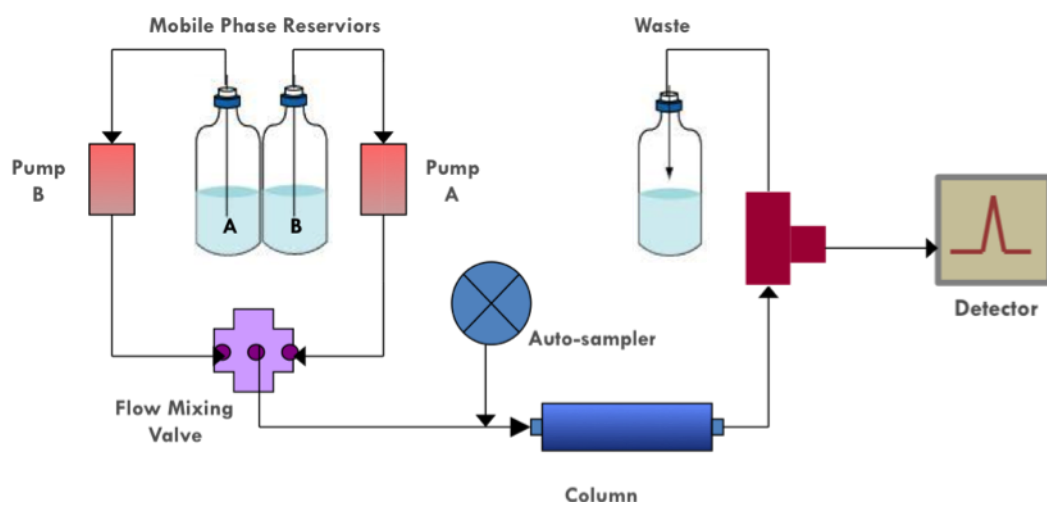 Mobile Phase Reserviors
Waste
Pump
B
Pump
A
A
B
Detector
Auto-sampler
Flow Mixing
Valve
Column